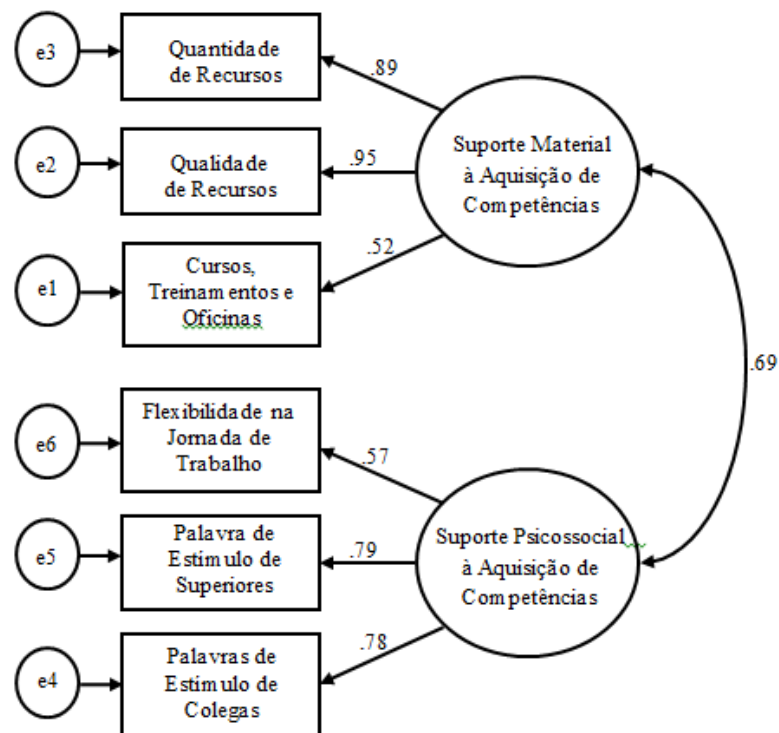 e3
Quantidade
de Recursos
.89
e2
Qualidade
de Recursos
.95
Suporte Material
à Aquisição de
Competências
e1
Cursos,
Treinamentos e
Oficinas
.52
.69
e6
Flexibilidade na
Jornada de
Trabalho
.57
e5
Palavra de
Estímulo de
Superiores
.79
Suporte Psicossocial
à Aquisição de
Competências
e4
Palavras de
Estímulo de
Colegas
.78